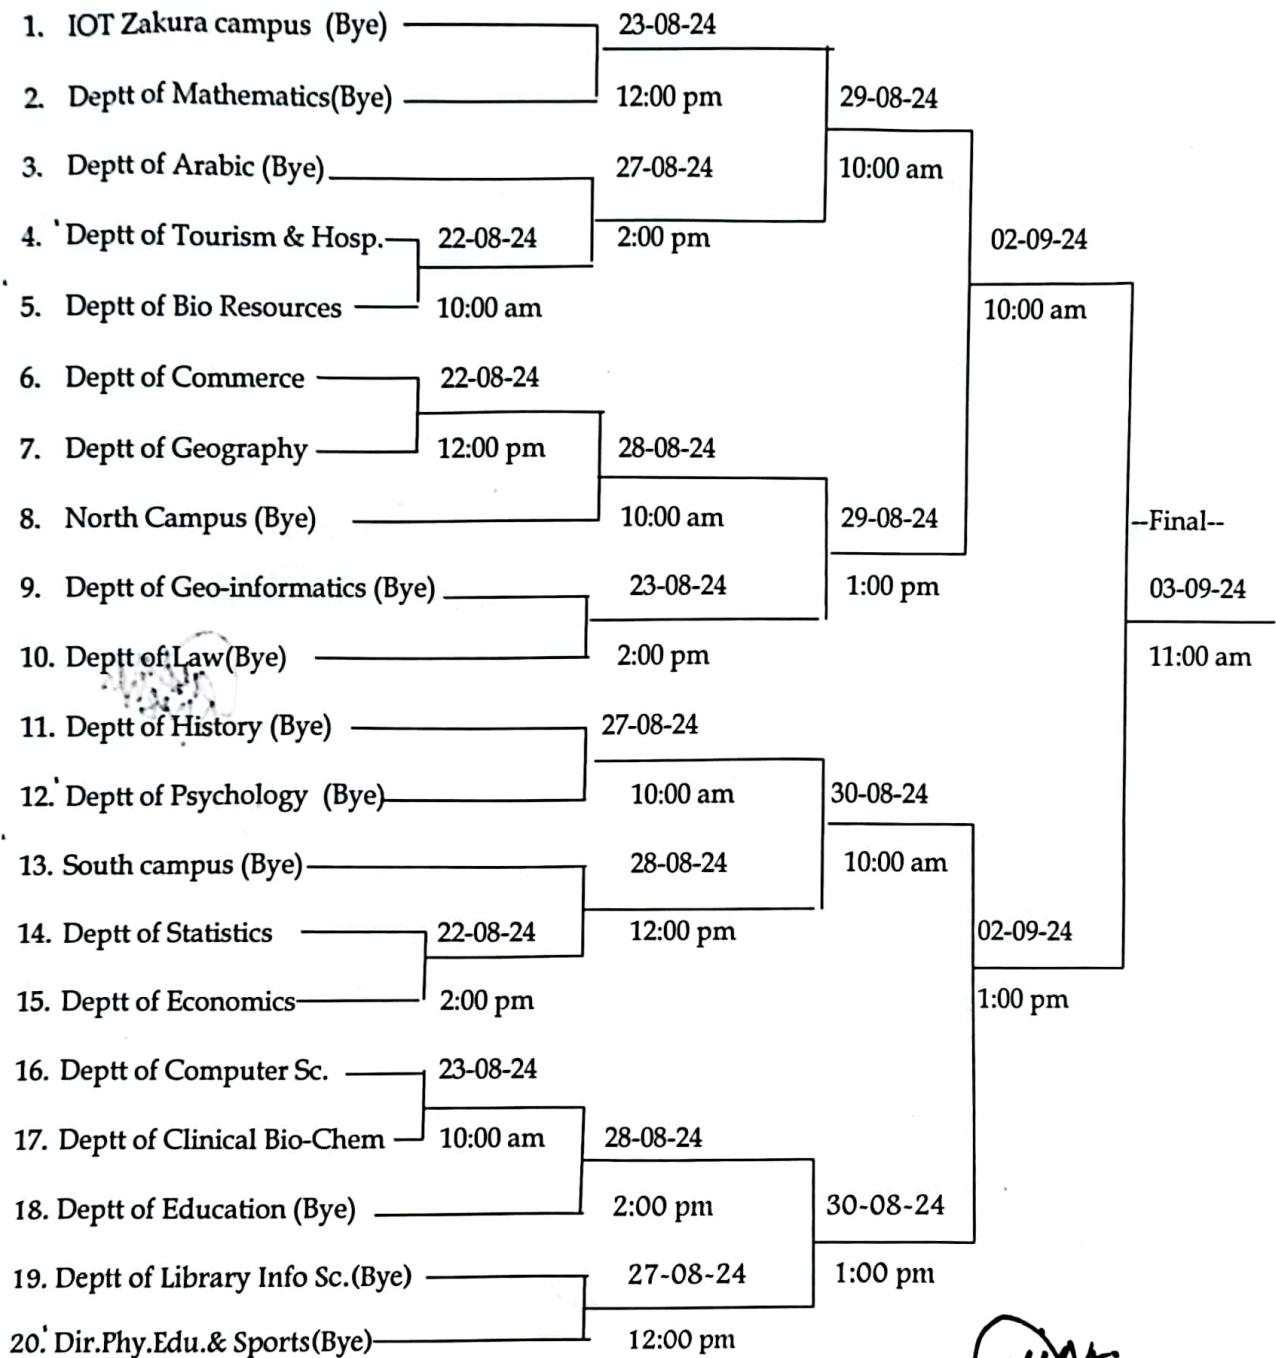 1. IOT Zakura campus (Bye)
23-08-24
2. Deptt of Mathematics(Bye)
12:00 pm
29-08-24
3. Deptt of Arabic (Bye)
27-08-24
10:00 am
4. Deptt of Tourism & Hosp.
22-08-24
2:00 pm
02-09-24
5. Deptt of Bio Resources
10:00 am
10:00 am
6. Deptt of Commerce
22-08-24
7. Deptt of Geography
12:00 pm
28-08-24
8. North Campus (Bye)
10:00 am
29-08-24
--Final--
9. Deptt of Geo-informatics (Bye)
23-08-24
1:00 pm
03-09-24
10. Deptt of Law(Bye)
2:00 pm
11:00 am
11. Deptt of History (Bye)
27-08-24
12. Deptt of Psychology (Bye)
10:00 am
30-08-24
13. South campus (Bye)
28-08-24
10:00 am
14. Deptt of Statistics
22-08-24
12:00 pm
02-09-24
15. Deptt of Economics
2:00 pm
1:00 pm
16. Deptt of Computer Sc.
23-08-24
17. Deptt of Clinical Bio-Chem
10:00 am
28-08-24
18. Deptt of Education (Bye)
2:00 pm
30-08-24
19. Deptt of Library Info Sc.(Bye)
27-08-24
1:00 pm
20. Dir.Phy.Edu.& Sports(Bye)
12:00 pm